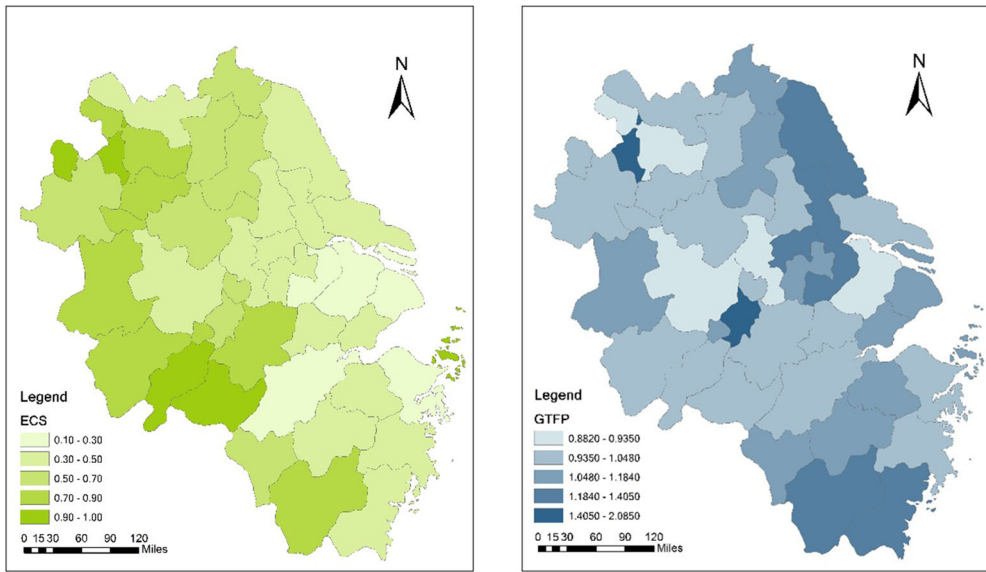 N
Legend
ECS
0.10 - 0.30
0.30 - 0.50
0.50 - 0.70
0.70 - 0.90
0.90 - 1.00
0 15 30 60 90 120
Miles
N
Legend
GTFP
0.8820 - 0.9350
0.9350 - 1.0480
1.0480 - 1.1840
1.1840 - 1.4050
1.4050 - 2.0850
0 15 30 60 90 120
Miles